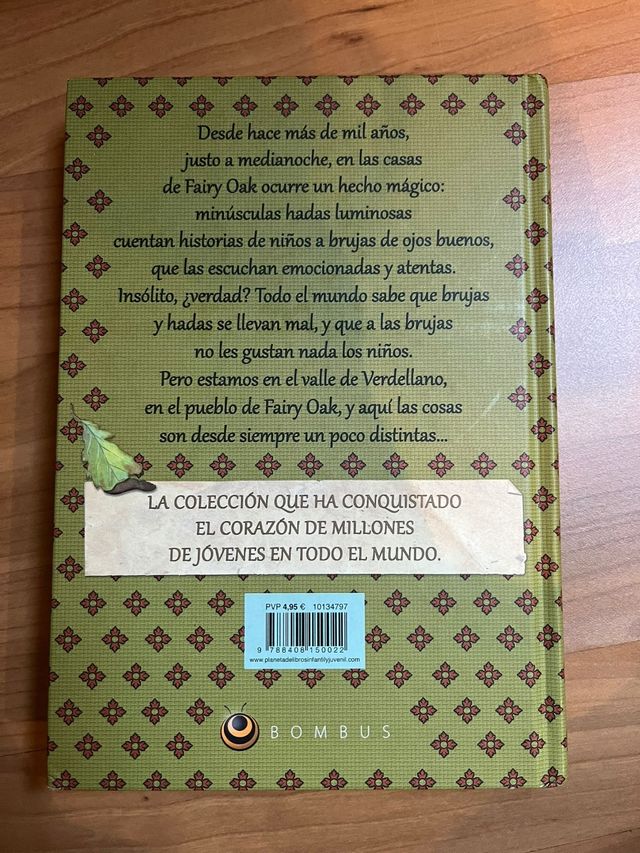 Desde hace más de mil años,
justo a medianoche, en las casas
de Fairy Oak ocurre un hecho mágico:
minúsculas hadas luminosas
cuentan historias de niños a brujas de ojos buenos,
que las escuchan emocionadas y atentas.
Insólito, ¿verdad? Todo el mundo sabe que brujas
y hadas se llevan mal, y que a las brujas
no les gustan nada los niños.
Pero estamos en el valle de Verdellano,
en el pueblo de Fairy Oak, y aquí las cosas
son desde siempre un poco distintas...
LA COLECCIÓN QUE HA CONQUISTADO
EL CORAZÓN DE MILLONES
DE JÓVENES EN TODO EL MUNDO.
PVP 4,95 € 10134797
9 788408 150022
www.planetadelibrosinfantilyjuvenil.com
BOMBUS